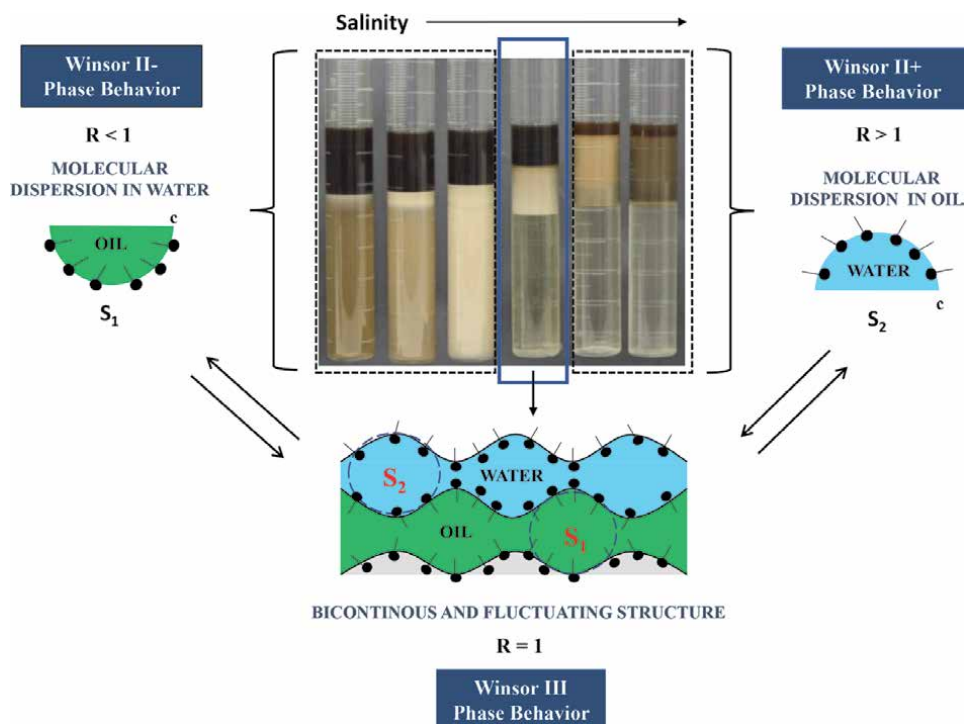 Salinity
Winsor II-
Phase Behavior
R < 1
MOLECULAR
DISPERSION IN WATER
c
OIL
S₁
Winsor II+
Phase Behavior
R > 1
MOLECULAR
DISPERSION IN OIL
WATER
c
S₂
S₂
WATER
OIL
S₁
BICONTINOUS AND FLUCTUATING STRUCTURE
R = 1
Winsor III
Phase Behavior